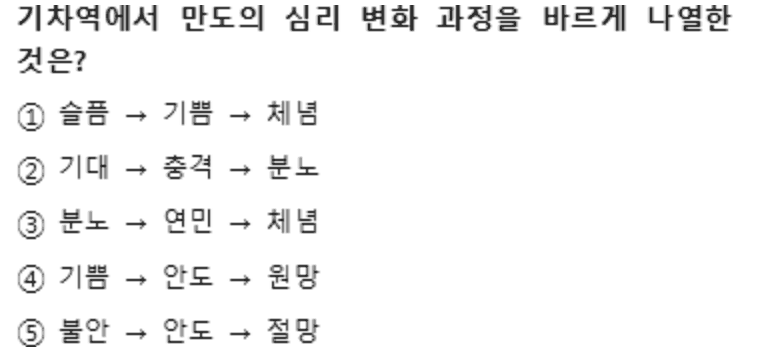 기차역에서 만도의 심리 변화 과정을 바르게 나열한
것은?
① 슬픔 → 기쁨 → 체념
② 기대 → 충격 → 분노
③ 분노 → 연민 → 체념
④ 기쁨 → 안도 → 원망
⑤ 불안 → 안도 → 절망